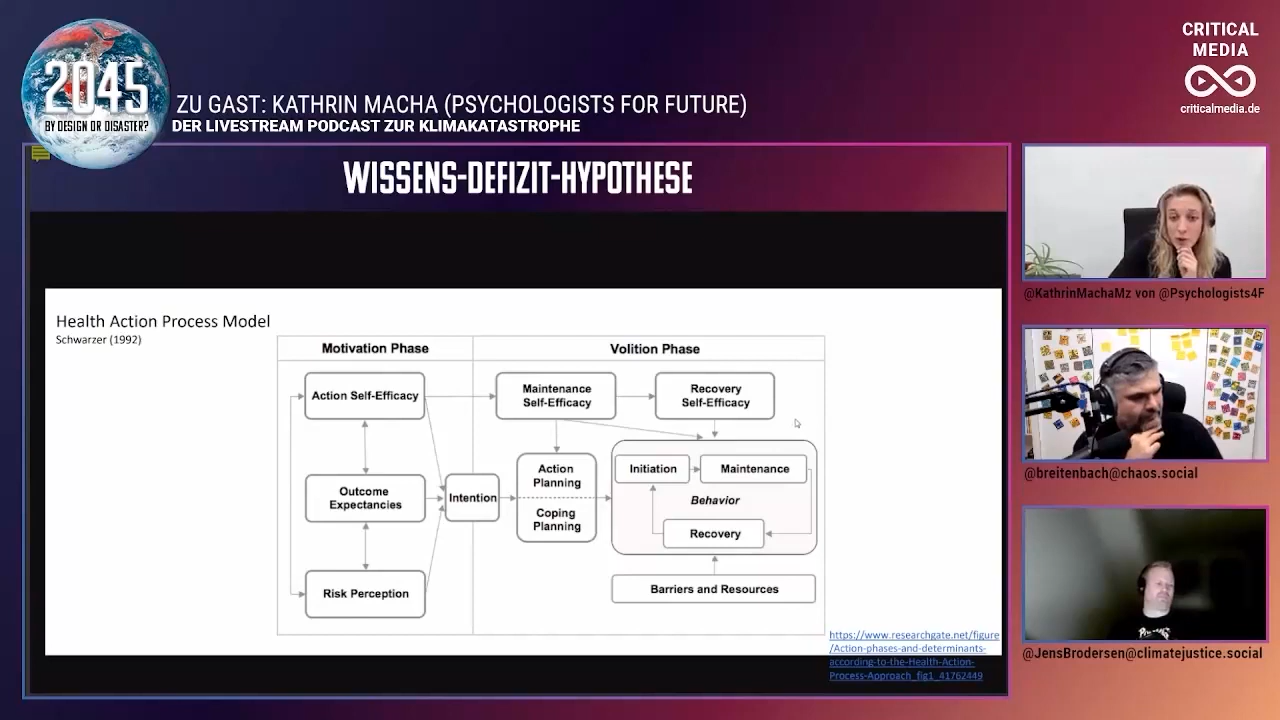 2045
BY DESIGN OR DISASTER?
ZU GAST: KATHRIN MACHA (PSYCHOLOGISTS FOR FUTURE)
DER LIVESTREAM PODCAST ZUR KLIMAKATASTROPHE
CRITICAL
MEDIA
criticalmedia.de
WISSENS-DEFIZIT-HYPOTHESE
Health Action Process Model
Schwarzer (1992)
Motivation Phase
Volition Phase
Action Self-Efficacy
Maintenance
Self-Efficacy
Recovery
Self-Efficacy
Outcome
Expectancies
Intention
Action
Planning
Coping
Planning
Initiation
Maintenance
Behavior
Recovery
Risk Perception
Barriers and Resources
https://www.researchgate.net/figure
/Action-phases-and-determinants-
according-to-the-Health-Action-
Process-Approach_fig1_41762449
@KathrinMachaMz von @Psychologists4F
@breitenbach@chaos.social
@JensBrodersen@climatejustice.social